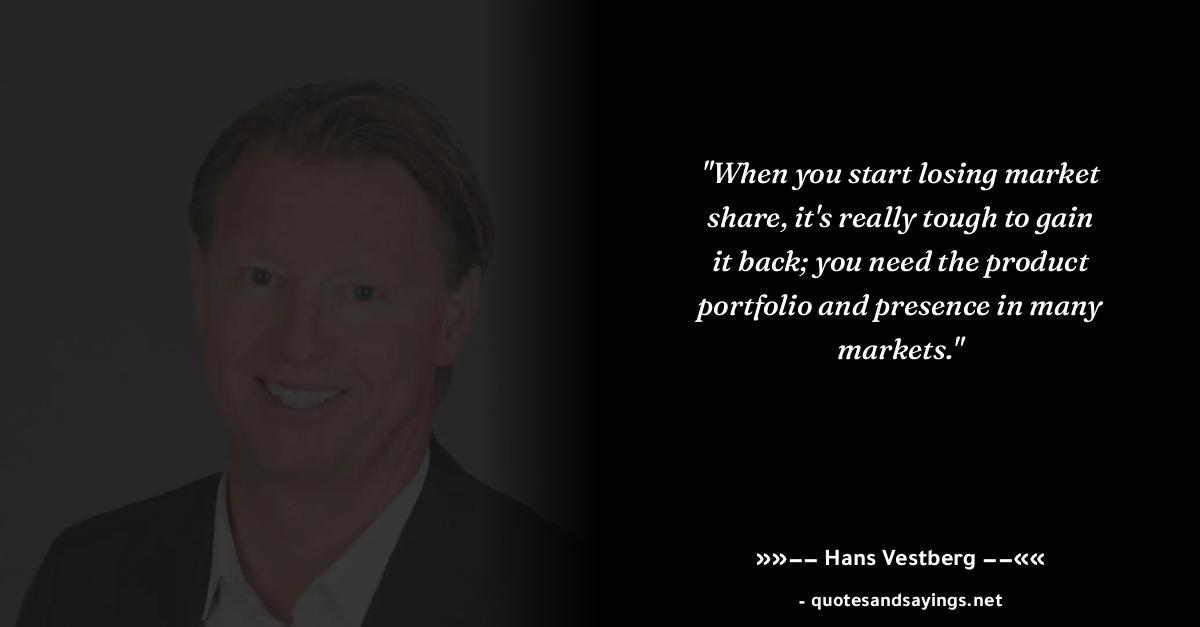 "When you start losing market
share, it's really tough to gain
it back; you need the product
portfolio and presence in many
markets."
»»−− Hans Vestberg −−««
- quotesandsayings.net